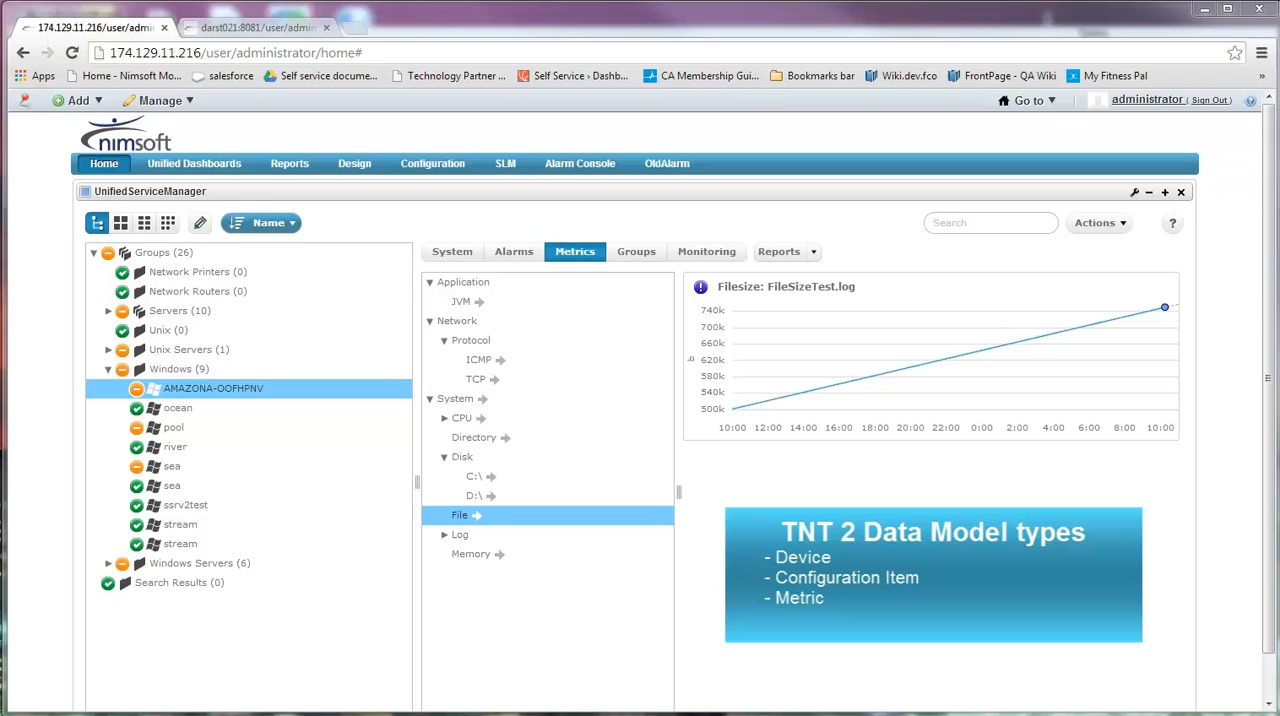 174.129.11.216/user/admi
darst021:8081/user/admi
174.129.11.216/user/administrator/home#
Apps
Home - Nimsoft Mo...
salesforce
Self service docume...
Technology Partner ...
Self Service › Dashb...
CA Membership Gui...
Bookmarks bar
Wiki.dev.fco
FrontPage - QA Wiki
My Fitness Pal
»
Add
Manage
Go to
administrator (Sign Out)
nimsoft
Home
Unified Dashboards
Reports
Design
Configuration
SLM
Alarm Console
OldAlarm
UnifiedServiceManager
Name
Search
Actions
?
Groups (26)
Network Printers (0)
Network Routers (0)
Servers (10)
Unix (0)
Unix Servers (1)
Windows (9)
AMAZONA-OOFHPNV
ocean
pool
river
sea
sea
ssrv2test
stream
stream
Windows Servers (6)
Search Results (0)
System
Alarms
Metrics
Groups
Monitoring
Reports
Application
JVM
Network
Protocol
ICMP
TCP
System
CPU
Directory
Disk
C:\
D:\
File
Log
Memory
Filesize: FileSizeTest.log
740k
700k
660k
620k
580k
540k
500k
10:00 12:00 14:00 16:00 18:00 20:00 22:00 0:00 2:00 4:00 6:00 8:00 10:00
TNT 2 Data Model types
- Device
- Configuration Item
- Metric